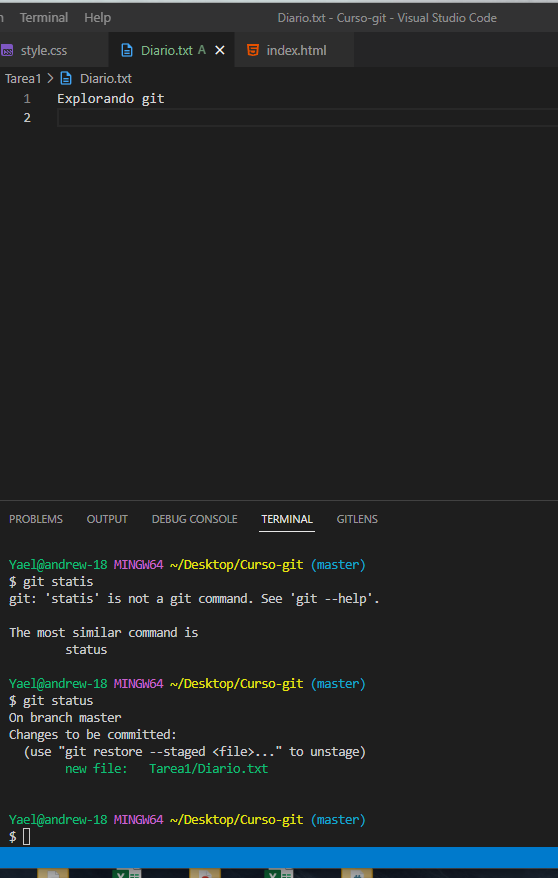 Terminal Help Diario.txt - Curso-git - Visual Studio Code
style.css Diario.txt A index.html
Tarea1 > Diario.txt
1 Explorando git
2
PROBLEMS OUTPUT DEBUG CONSOLE TERMINAL GITLENS
Yael@andrew-18 MINGW64 ~/Desktop/Curso-git (master)
$ git statis
git: 'statis' is not a git command. See 'git --help'.
The most similar command is
status
Yael@andrew-18 MINGW64 ~/Desktop/Curso-git (master)
$ git status
On branch master
Changes to be committed:
(use "git restore --staged <file>..." to unstage)
new file: Tarea1/Diario.txt
Yael@andrew-18 MINGW64 ~/Desktop/Curso-git (master)
$